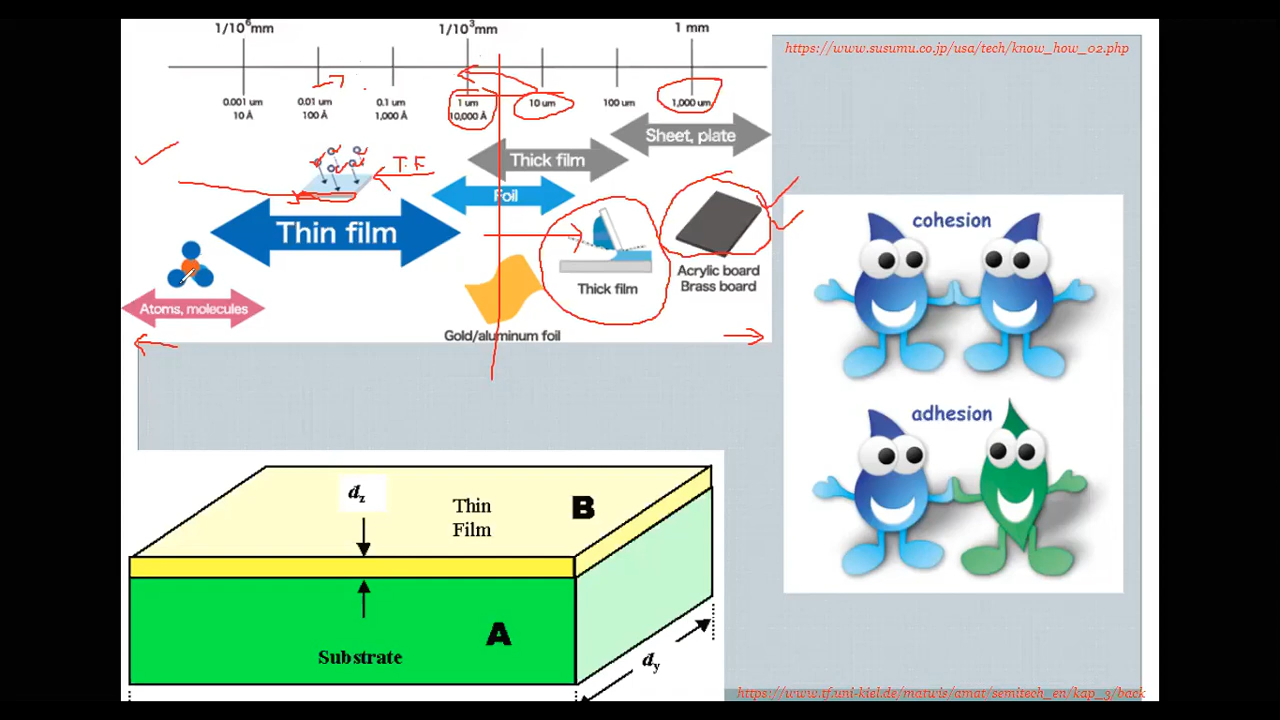 1/10⁶mm
1/10³mm
1 mm
https://www.susumu.co.jp/usa/tech/know_how_02.php
0.001 um
0.01 um
0.1 um
1 um
10 um
100 um
1,000 um
10 Å
100 Å
1,000 Å
10,000 Å
Sheet, plate
Thick film
T.F
Foil
Thin film
cohesion
Acrylic board
Brass board
Thick film
Atoms, molecules
Gold/aluminum foil
adhesion
dz
Thin
Film
B
A
Substrate
dy
https://www.tf.uni-kiel.de/matwis/amat/semitech_en/kap_3/back